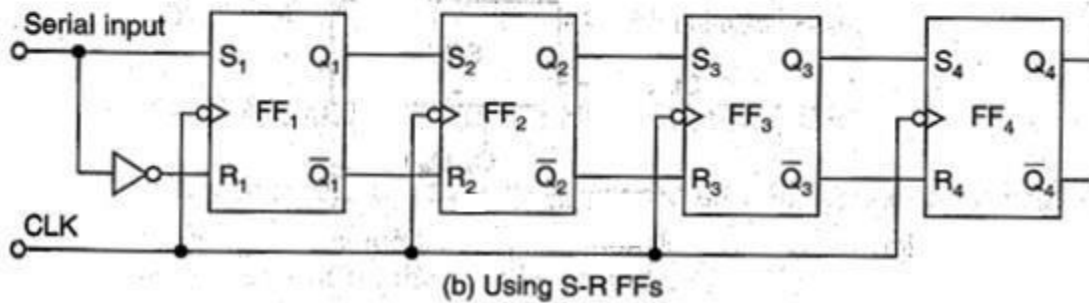 Serial input
S₁ Q₁ S₂ Q₂ S₃ Q₃ S₄ Q₄
FF₁ FF₂ FF₃ FF₄
R₁ Q̅₁ R₂ Q̅₂ R₃ Q̅₃ R₄ Q̅₄
CLK
(b) Using S-R FFs